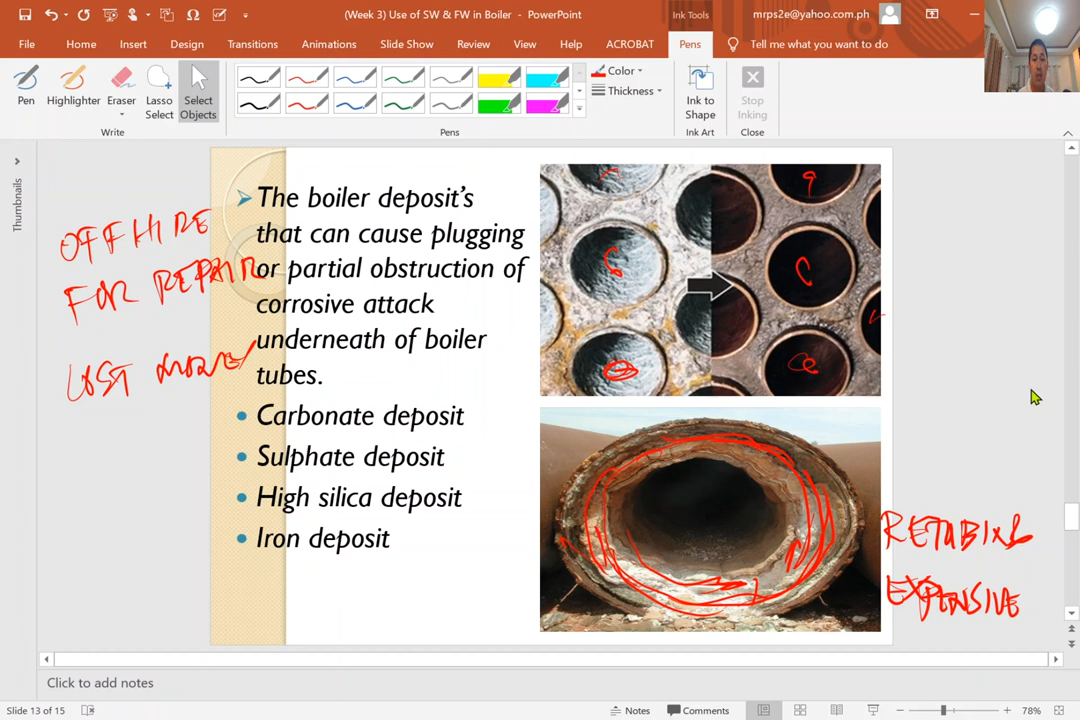 (Week 3) Use of SW & FW in Boiler - PowerPoint
Ink Tools
mrps2e@yahoo.com.ph
File Home Insert Design Transitions Animations Slide Show Review View Help ACROBAT Pens Tell me what you want to do
Pen
Highlighter
Eraser
Lasso
Select
Select
Objects
Color
Thickness
Ink to
Shape
Stop
Inking
Write
Pens
Ink Art
Close
Thumbnails
OFFHIRE
FOR REPAIR
LOST
The boiler deposit's
that can cause plugging
or partial obstruction of
corrosive attack
underneath of boiler
tubes.
Carbonate deposit
Sulphate deposit
High silica deposit
Iron deposit
EXPENSIVE
Click to add notes
Slide 13 of 15
Notes
Comments
78%